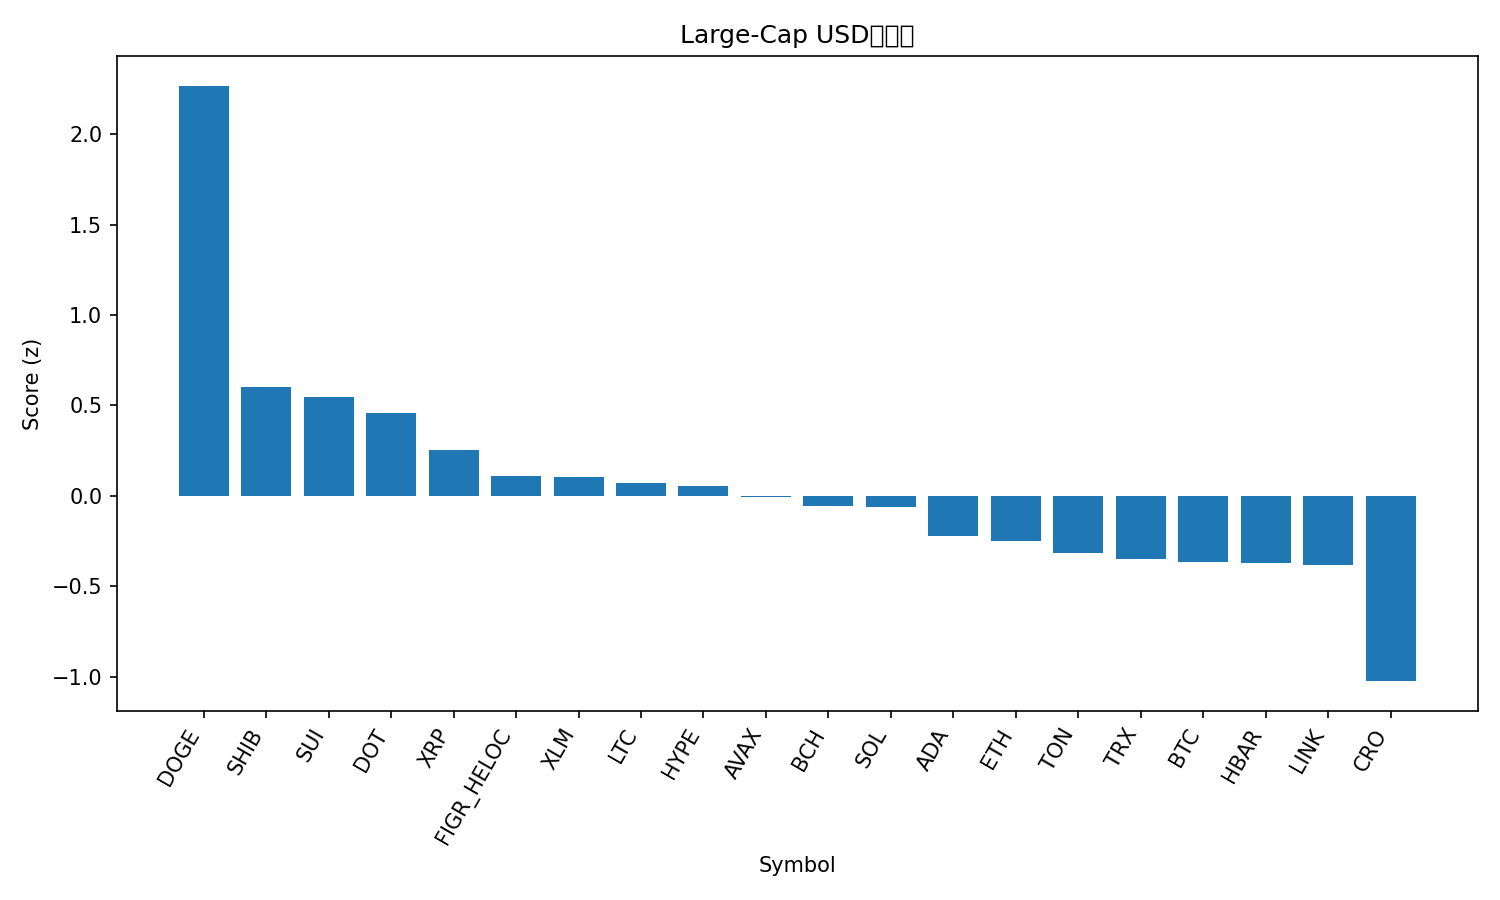 Large-Cap USD
Score (z)
2.0
1.5
1.0
0.5
0.0
−0.5
−1.0
DOGE
SHIB
SUI
DOT
XRP
FIGR_HELOC
XLM
LTC
HYPE
AVAX
BCH
SOL
ADA
ETH
TON
TRX
BTC
HBAR
LINK
CRO
Symbol